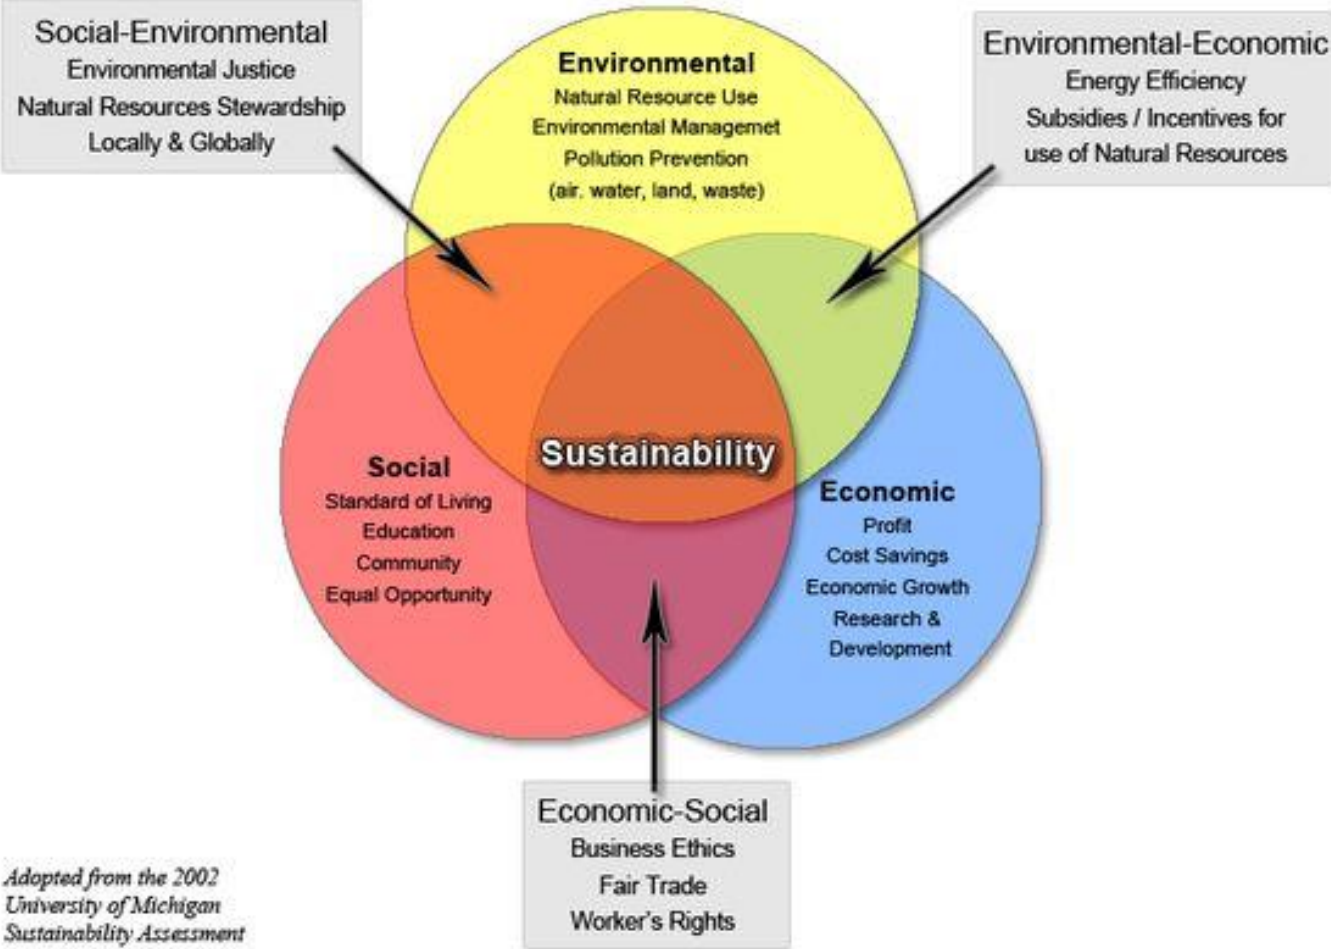 Social-Environmental
Environmental Justice
Natural Resources Stewardship
Locally & Globally
Environmental
Natural Resource Use
Environmental Managemet
Pollution Prevention
(air. water, land, waste)
Environmental-Economic
Energy Efficiency
Subsidies / Incentives for
use of Natural Resources
Sustainability
Social
Standard of Living
Education
Community
Equal Opportunity
Economic
Profit
Cost Savings
Economic Growth
Research &
Development
Economic-Social
Business Ethics
Fair Trade
Worker's Rights
Adopted from the 2002
University of Michigan
Sustainability Assessment